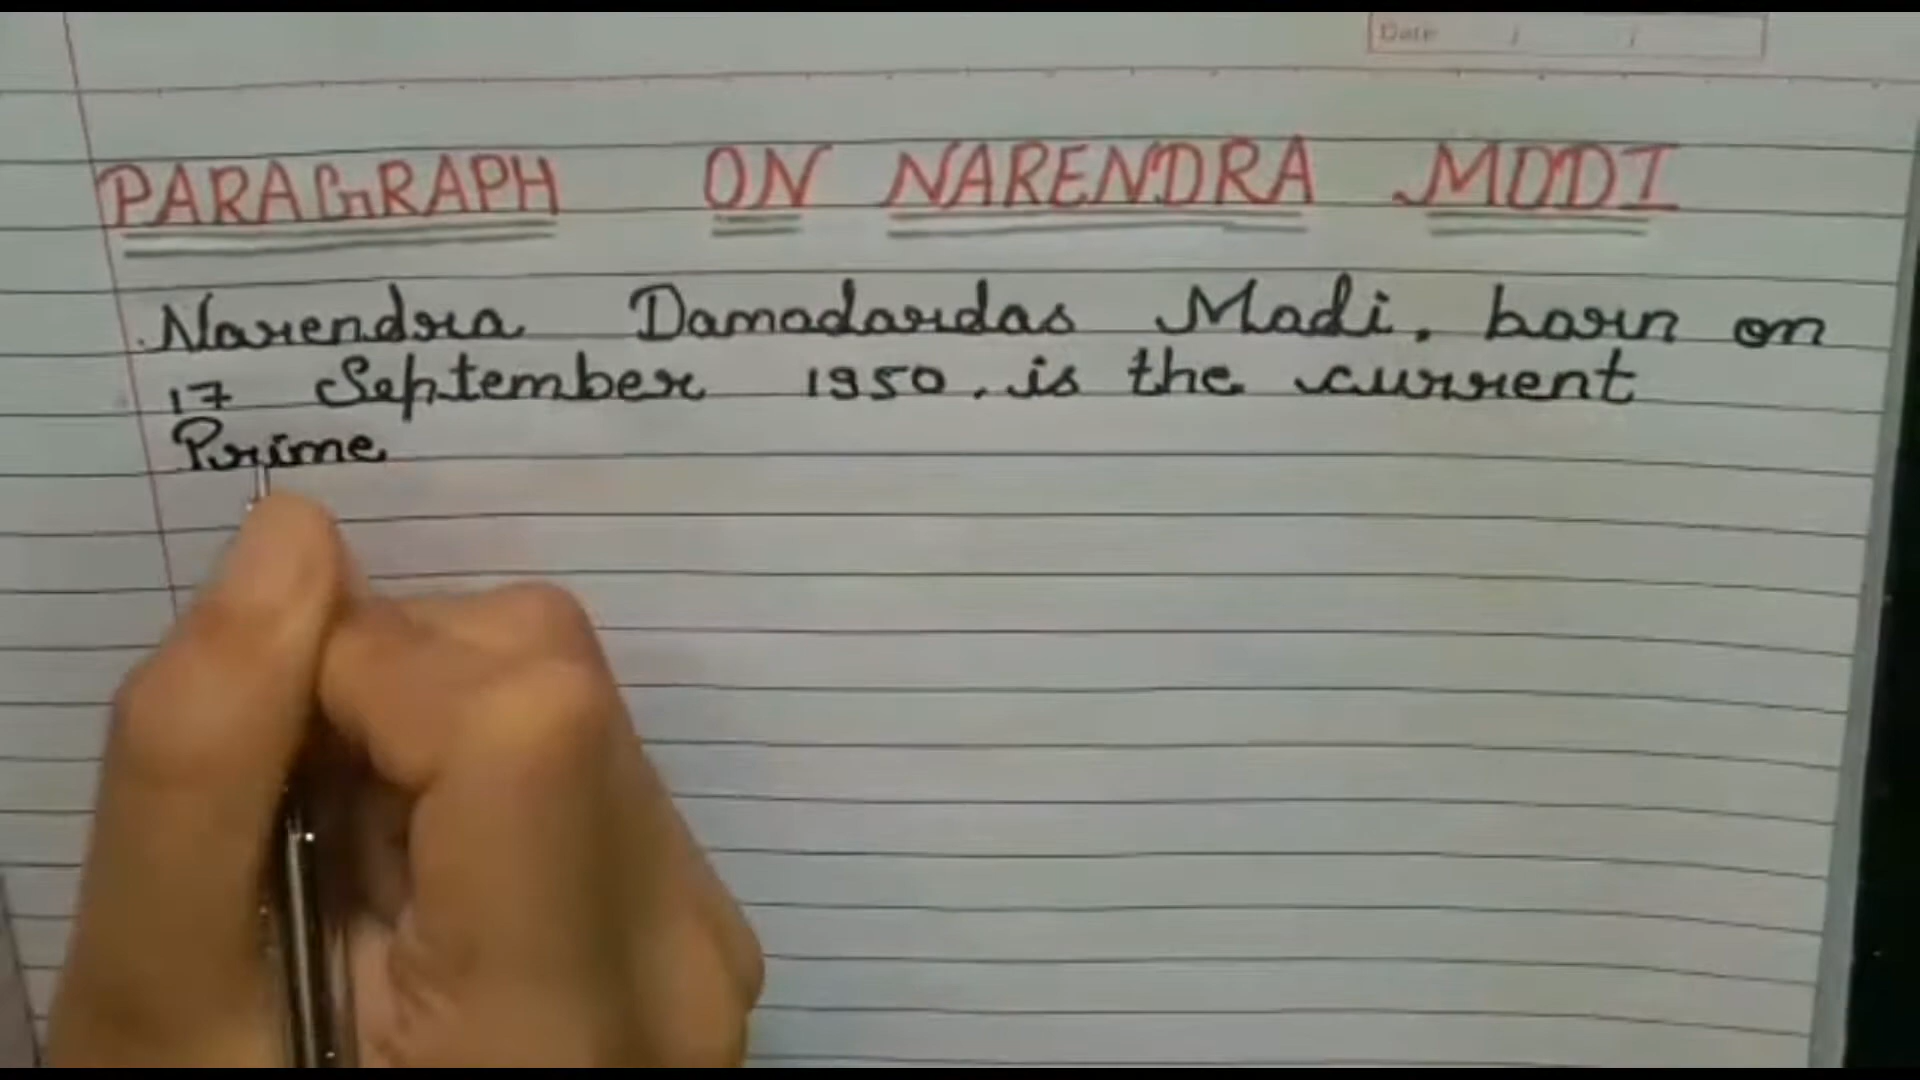 Date / /
PARAGRAPH ON NARENDRA MODI
Narendra Damodardas Modi, born on
17 September 1950, is the current
Prime